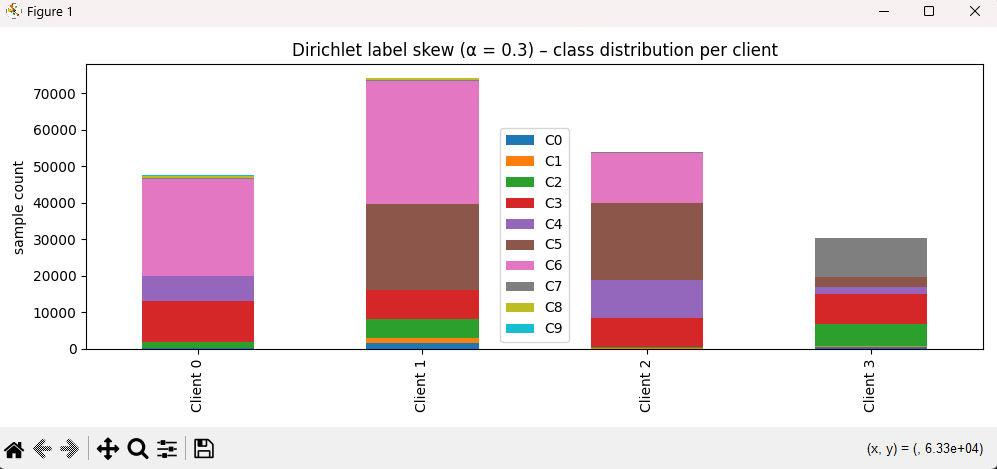 Figure 1
Dirichlet label skew (α = 0.3) – class distribution per client
sample count
70000
60000
50000
40000
30000
20000
10000
0
C0
C1
C2
C3
C4
C5
C6
C7
C8
C9
Client 0
Client 1
Client 2
Client 3
(x, y) = (, 6.33e+04)